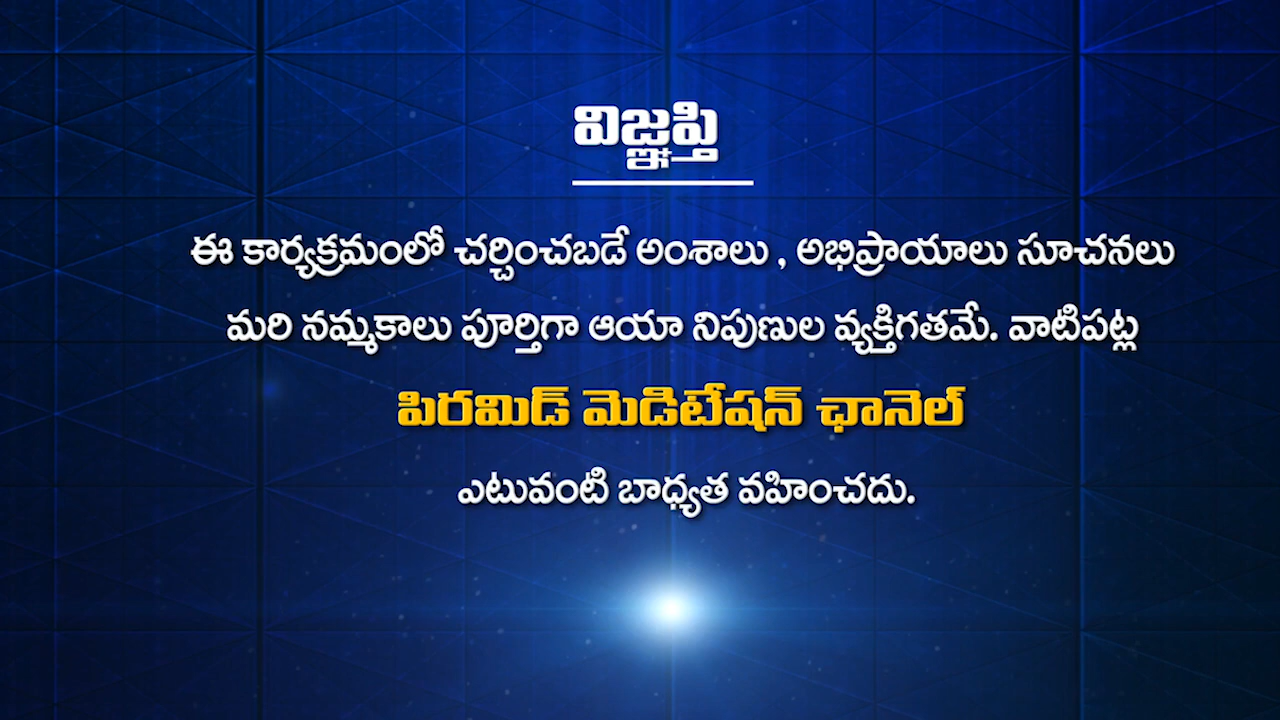 విజ్ఞప్తి
ఈ కార్యక్రమంలో చర్చించబడే అంశాలు , అభిప్రాయాలు సూచనలు
మరి నమ్మకాలు పూర్తిగా ఆయా నిపుణుల వ్యక్తిగతమే. వాటిపట్ల
పిరమిడ్ మెడిటేషన్ ఛానెల్
ఎటువంటి బాధ్యత వహించదు.